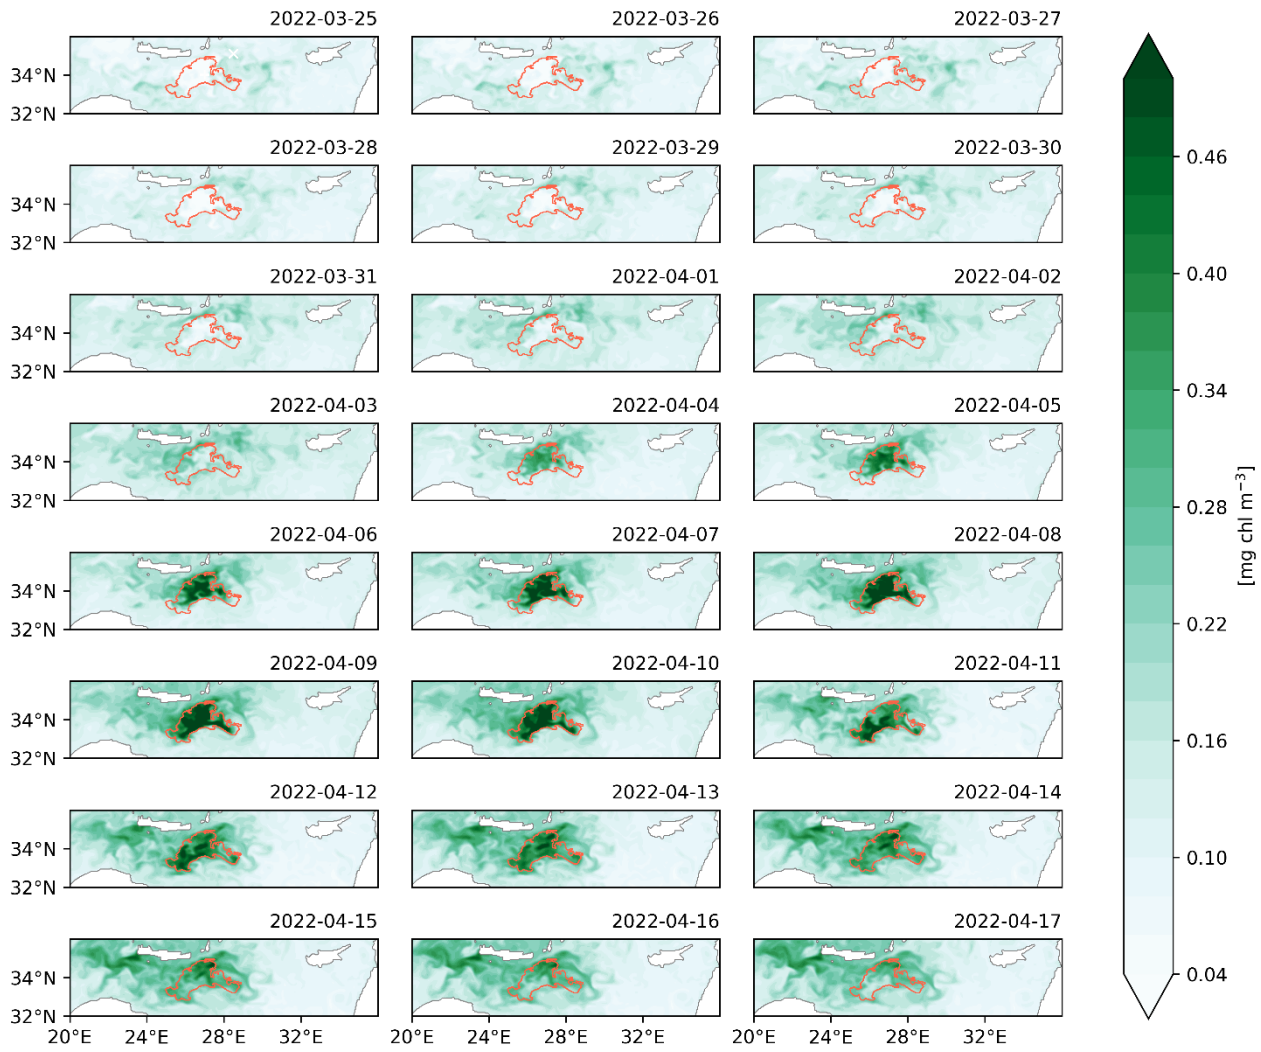 2022-03-25 2022-03-26 2022-03-27
34°N
32°N
2022-03-28 2022-03-29 2022-03-30
34°N
32°N
2022-03-31 2022-04-01 2022-04-02
34°N
32°N
2022-04-03 2022-04-04 2022-04-05
34°N
32°N
2022-04-06 2022-04-07 2022-04-08
34°N
32°N
2022-04-09 2022-04-10 2022-04-11
34°N
32°N
2022-04-12 2022-04-13 2022-04-14
34°N
32°N
2022-04-15 2022-04-16 2022-04-17
34°N
32°N
20°E 24°E 28°E 32°E 20°E 24°E 28°E 32°E 20°E 24°E 28°E 32°E
0.46
0.40
0.34
0.28
0.22
0.16
0.10
0.04
[mg chl m⁻³]